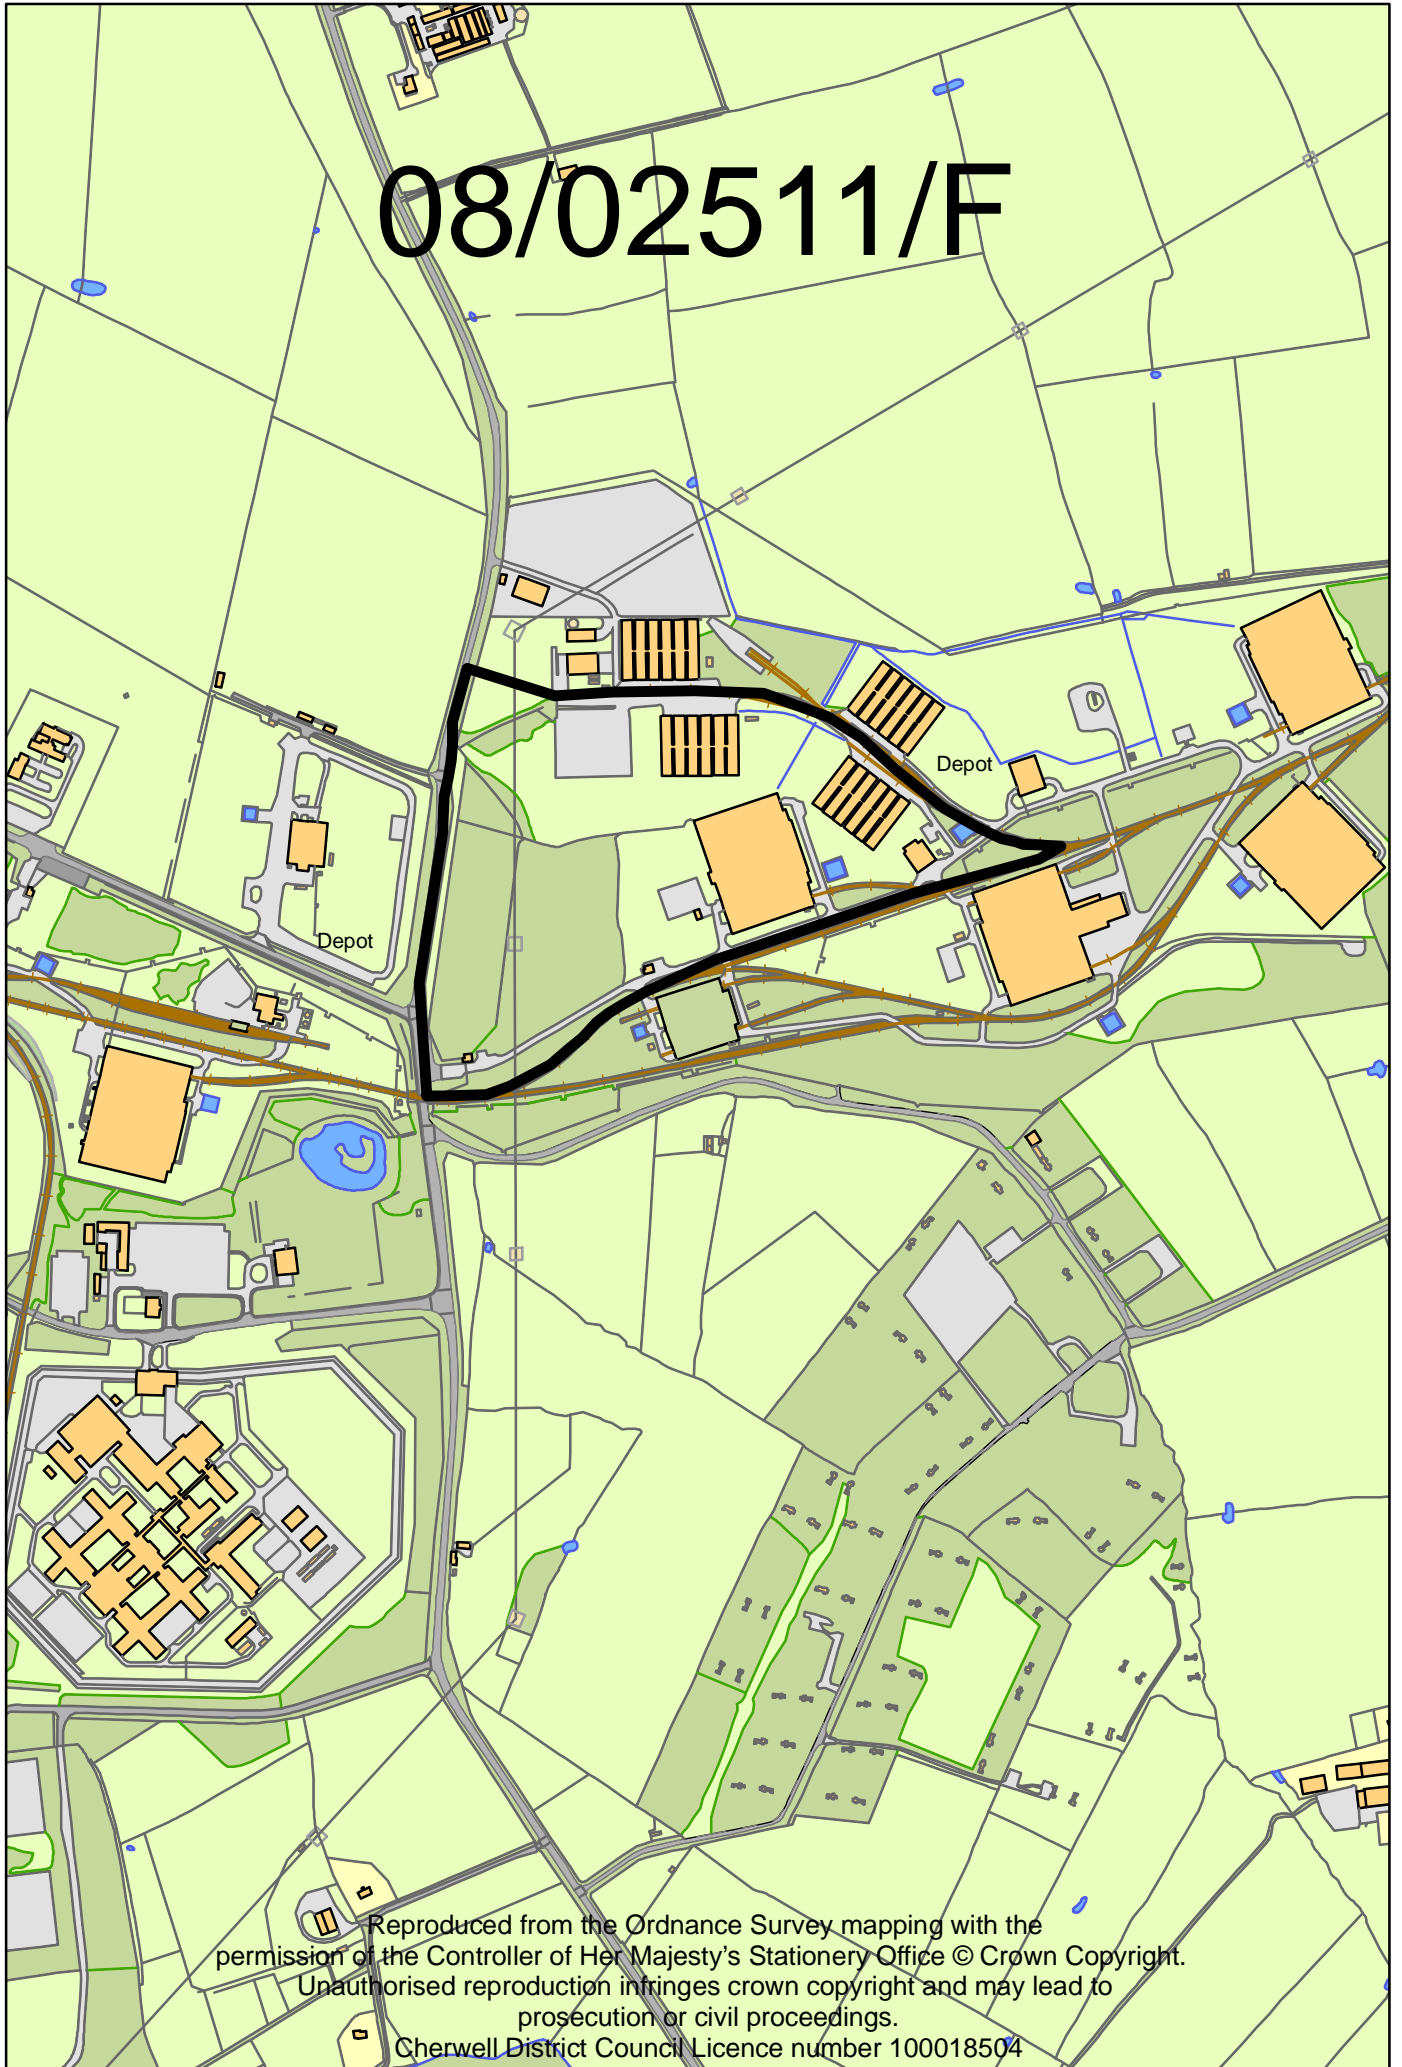 08/02511/F
Depot
Depot
Reproduced from the Ordnance Survey mapping with the
permission of the Controller of Her Majesty's Stationery Office © Crown Copyright.
Unauthorised reproduction infringes crown copyright and may lead to
prosecution or civil proceedings.
Cherwell District Council Licence number 100018504